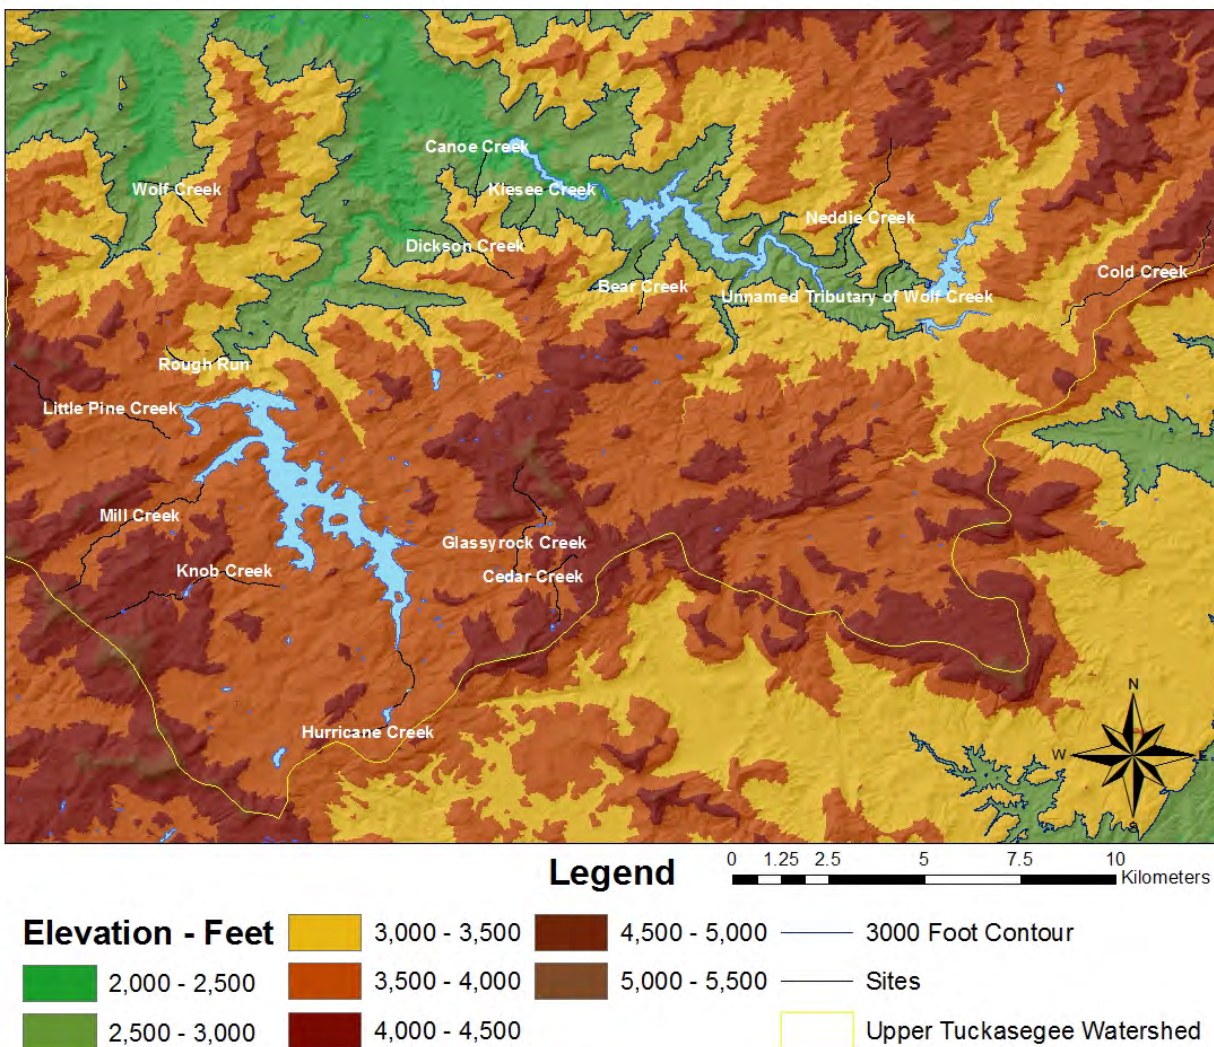 Canoe Creek
Wolf Creek
Klesee Creek
Neddie Creek
Dickson Creek
Cold Creek
Bear Creek
Unnamed Tributary of Wolf Creek
Rough Run
Little Pine Creek
Mill Creek
Glassyrock Creek
Knob Creek
Cedar Creek
Hurricane Creek
N
W
E
S
Legend
0 1.25 2.5 5 7.5 10
Kilometers
Elevation - Feet
2,000 - 2,500
2,500 - 3,000
3,000 - 3,500
3,500 - 4,000
4,000 - 4,500
4,500 - 5,000
5,000 - 5,500
3000 Foot Contour
Sites
Upper Tuckasegee Watershed